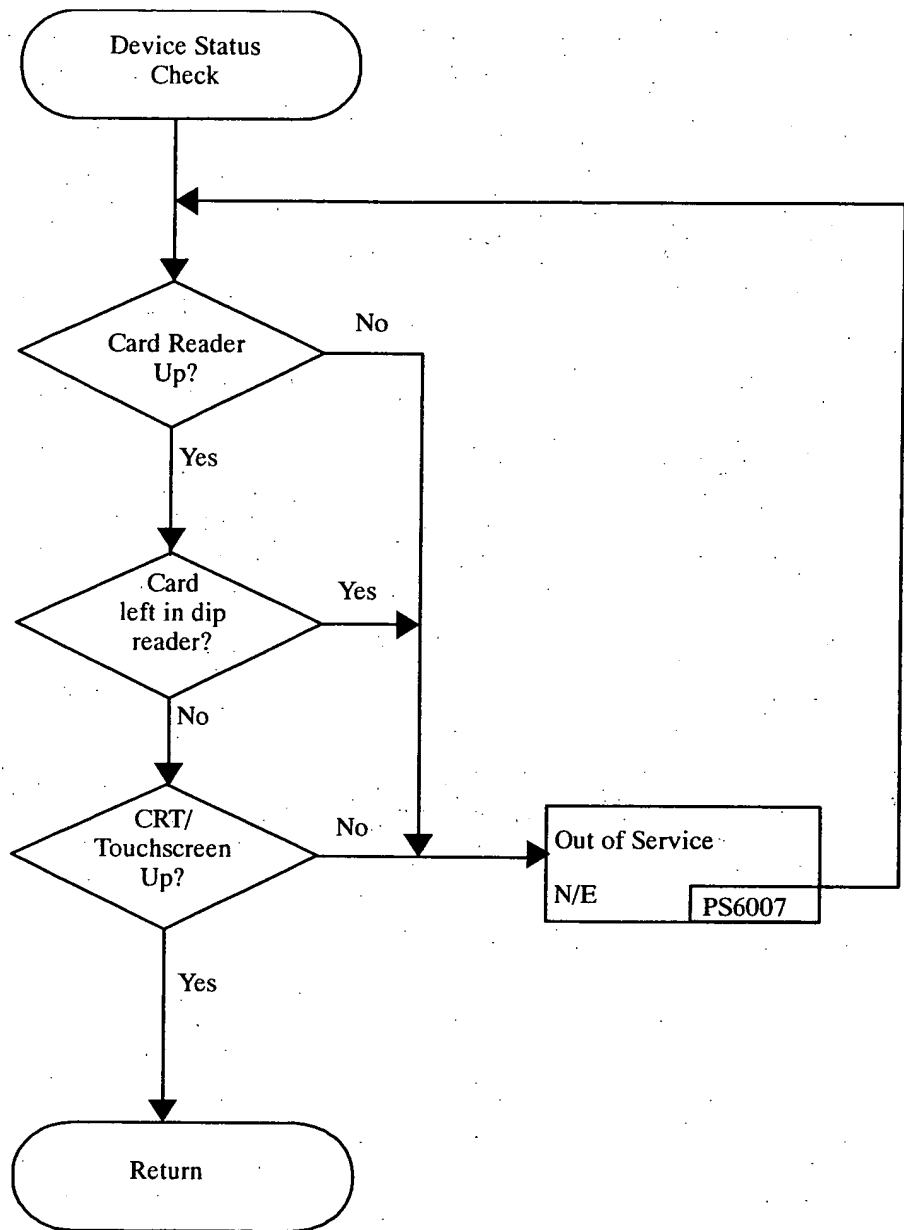 Device Status
Check
Card Reader
Up?
No
Yes
Card
left in dip
reader?
Yes
No
CRT/
Touchscreen
Up?
No
Out of Service
N/E
PS6007
Yes
Return